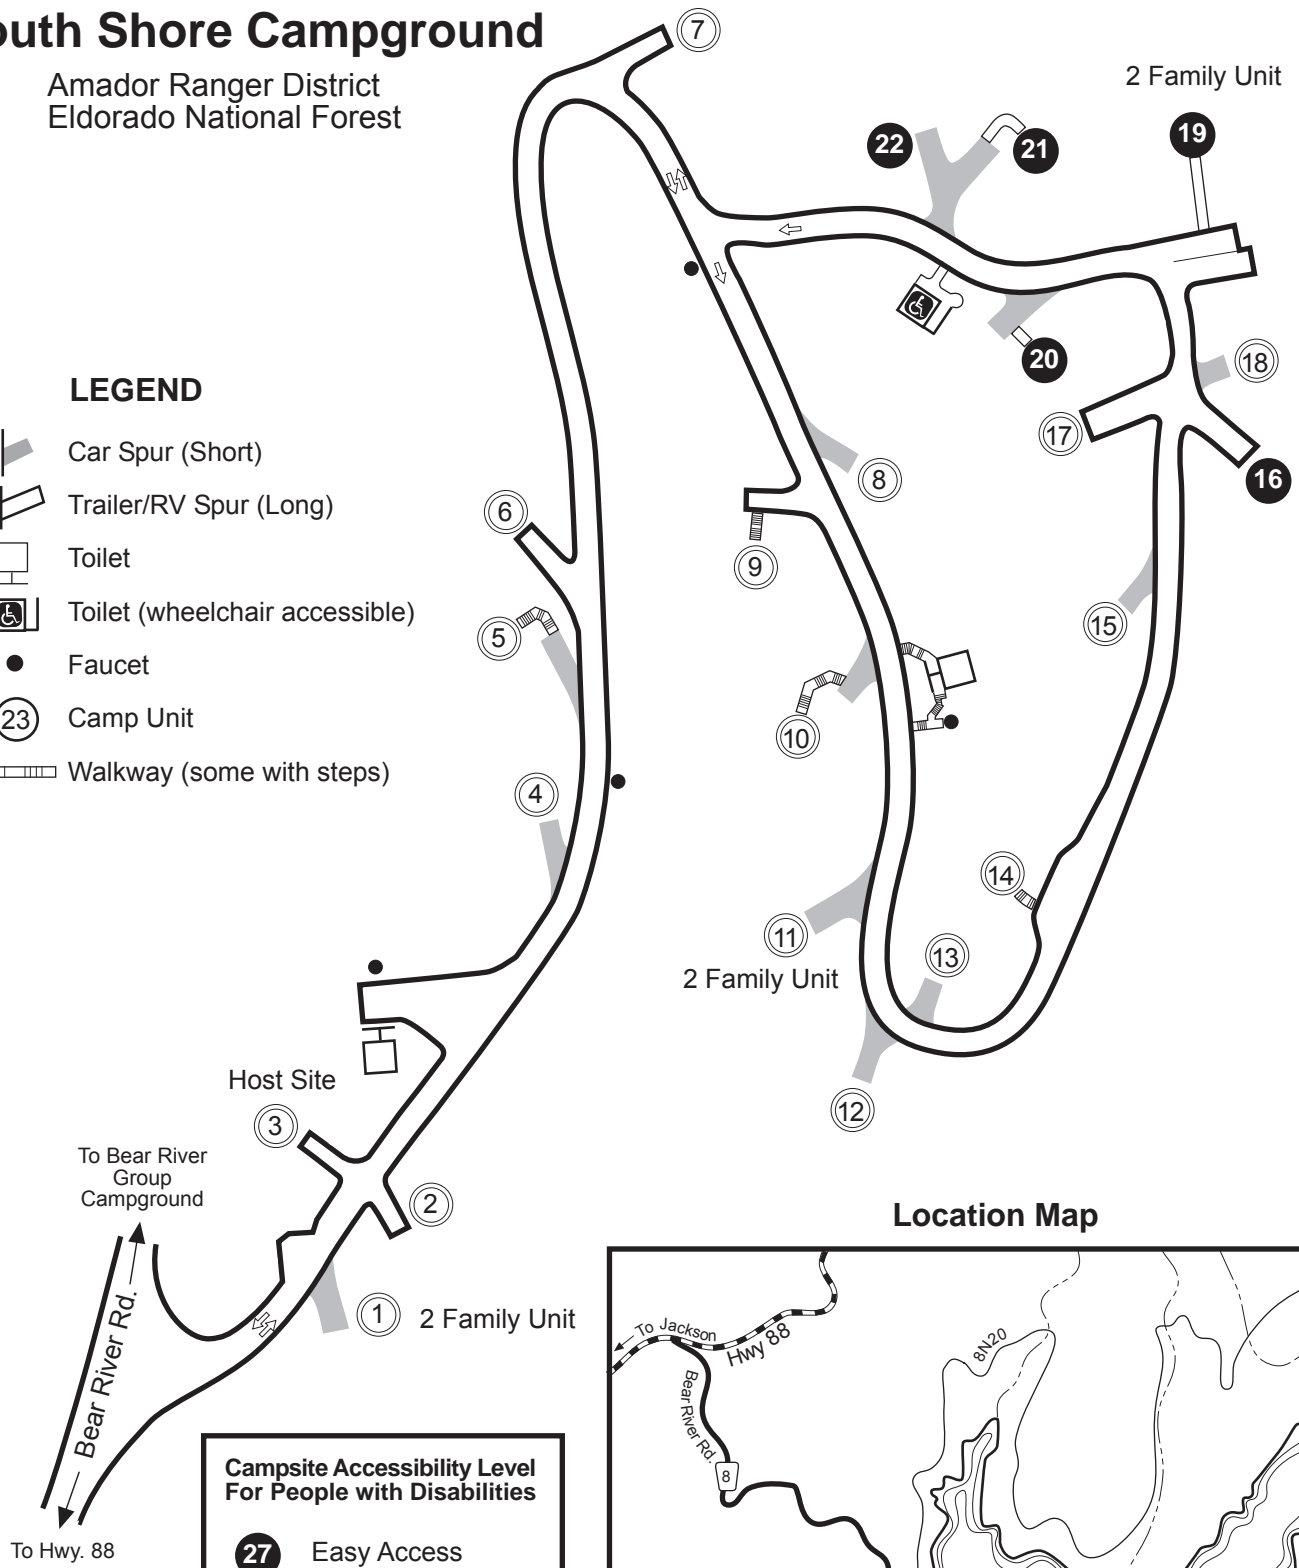 outh Shore Campground
Amador Ranger District
Eldorado National Forest
7
2 Family Unit
19
22
21
20
18
17
16
LEGEND
Car Spur (Short)
Trailer/RV Spur (Long)
Toilet
Toilet (wheelchair accessible)
Faucet
23 Camp Unit
Walkway (some with steps)
6
5
4
8
9
10
15
14
11
2 Family Unit
13
12
Host Site
3
2
To Bear River
Group
Campground
Bear River Rd.
To Hwy. 88
1
2 Family Unit
Campsite Accessibility Level
For People with Disabilities
27 Easy Access
Location Map
To Jackson
Hwy 88
Bear River Rd.
8
8N20